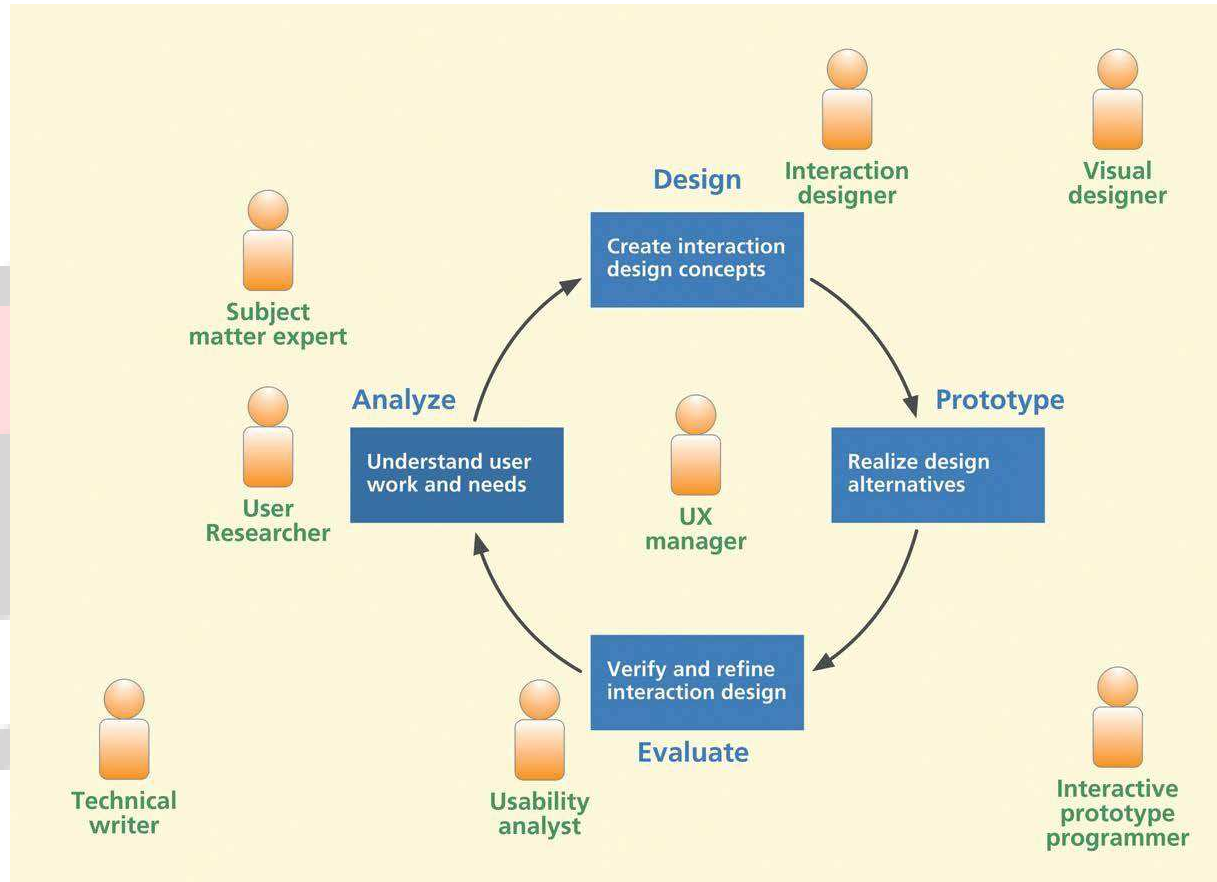 Interaction
designer
Visual
designer
Design
Create interaction
design concepts
Subject
matter expert
Analyze
Understand user
work and needs
User
Researcher
UX
manager
Prototype
Realize design
alternatives
Verify and refine
interaction design
Evaluate
Technical
writer
Usability
analyst
Interactive
prototype
programmer